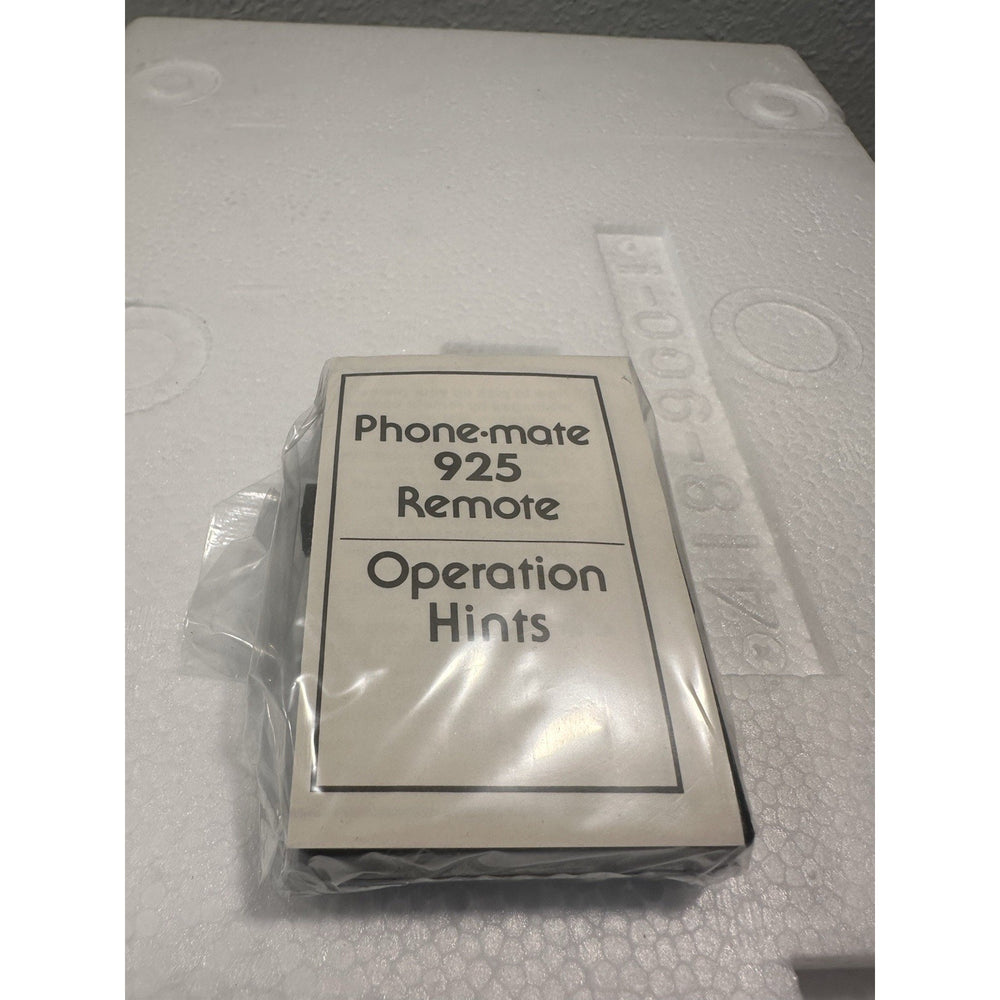 Phone-mate
925
Remote
Operation
Hints